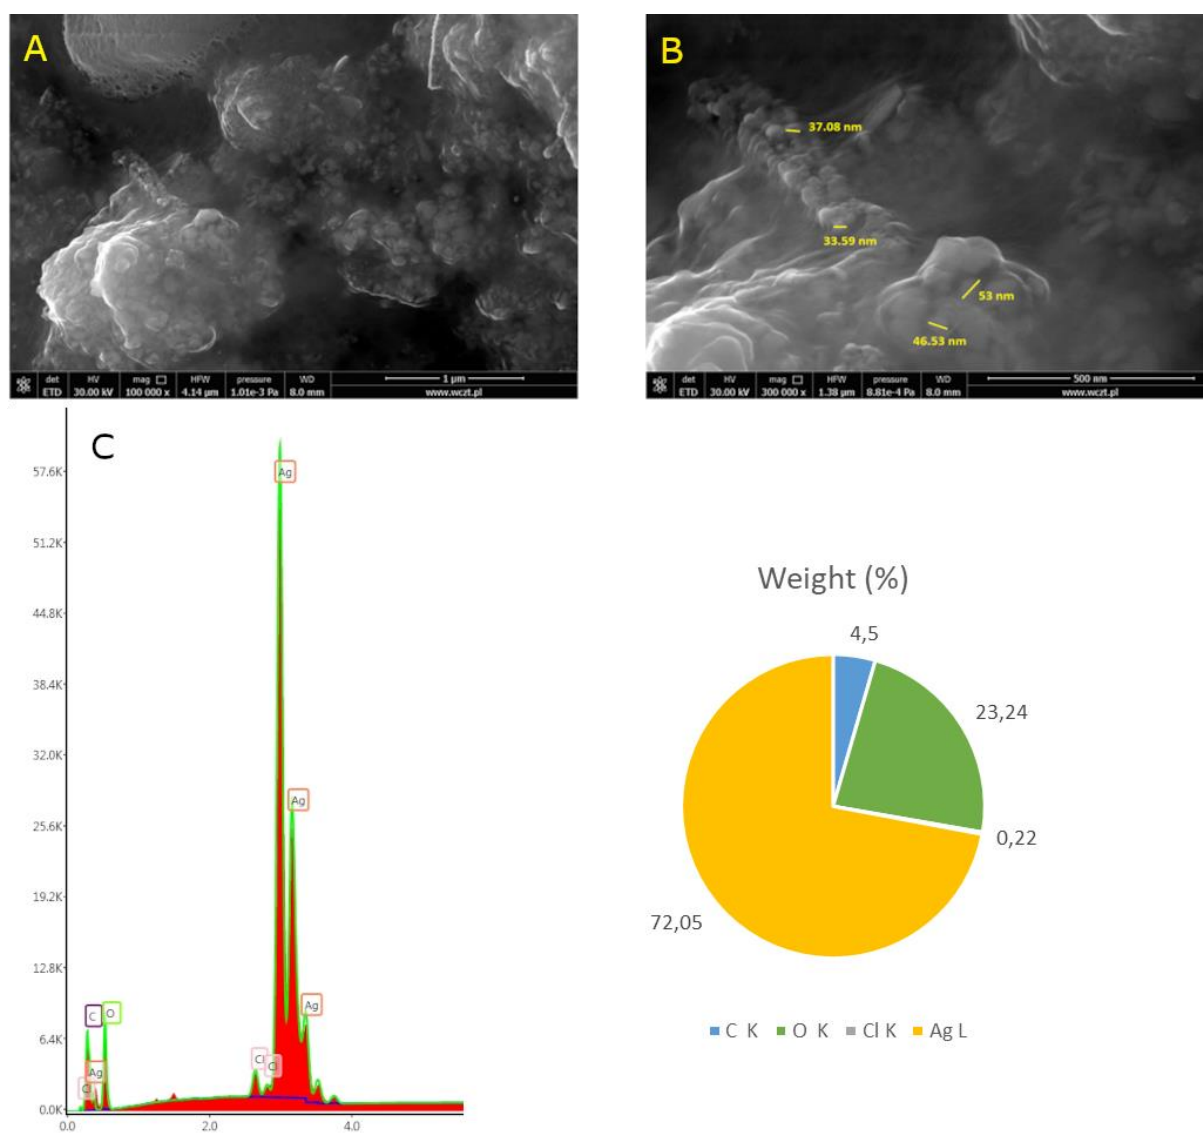 A
det HV mag HFW pressure WD 1 µm
ETD 30.00 kV 100 000 x 4.14 µm 1.01e-3 Pa 8.0 mm www.wczt.pl
B
37.08 nm
33.59 nm
53 nm
46.53 nm
det HV mag HFW pressure WD 500 nm
ETD 30.00 kV 300 000 x 1.38 µm 8.81e-4 Pa 8.0 mm www.wczt.pl
C
57.6K
51.2K
44.8K
38.4K
32.0K
25.6K
19.2K
12.8K
6.4K
0.0K
0.0 2.0 4.0
Ag
Ag
Ag
C O
Ag
Cl
Cl Cl
Weight (%)
4,5
23,24
0,22
72,05
C K O K Cl K Ag L